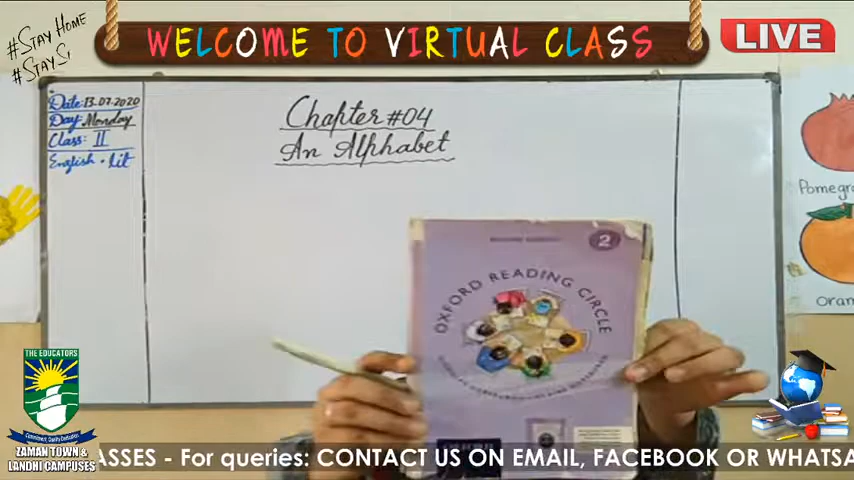 #STAY HOME
#STAY S
WELCOME TO VIRTUAL CLASS
LIVE
Date: 13.07.2020
Day: Monday
Class: II
English. Lit
Chapter #04
An Alphabet
2
OXFORD READING CIRCLE
OXFORD
Pomegr
Oran
THE EDUCATORS
ZAMAN TOWN &
LANDHI CAMPUSES
ASSES - For queries: CONTACT US ON EMAIL, FACEBOOK OR WHATSA